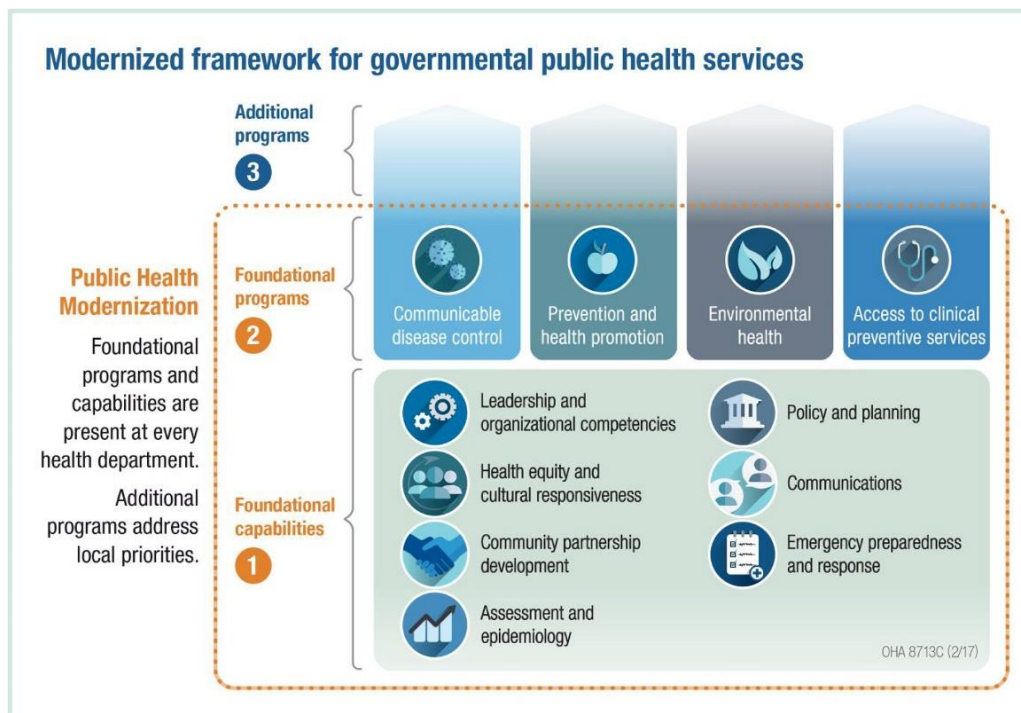 Modernized framework for governmental public health services
Additional
programs
3
Public Health
Modernization
Foundational
programs and
capabilities are
present at every
health department.
Additional
programs address
local priorities.
Foundational
programs
2
Communicable
disease control
Prevention and
health promotion
Environmental
health
Access to clinical
preventive services
Foundational
capabilities
1
Leadership and
organizational competencies
Health equity and
cultural responsiveness
Community partnership
development
Assessment and
epidemiology
Policy and planning
Communications
Emergency preparedness
and response
OHA 8713C (2/17)